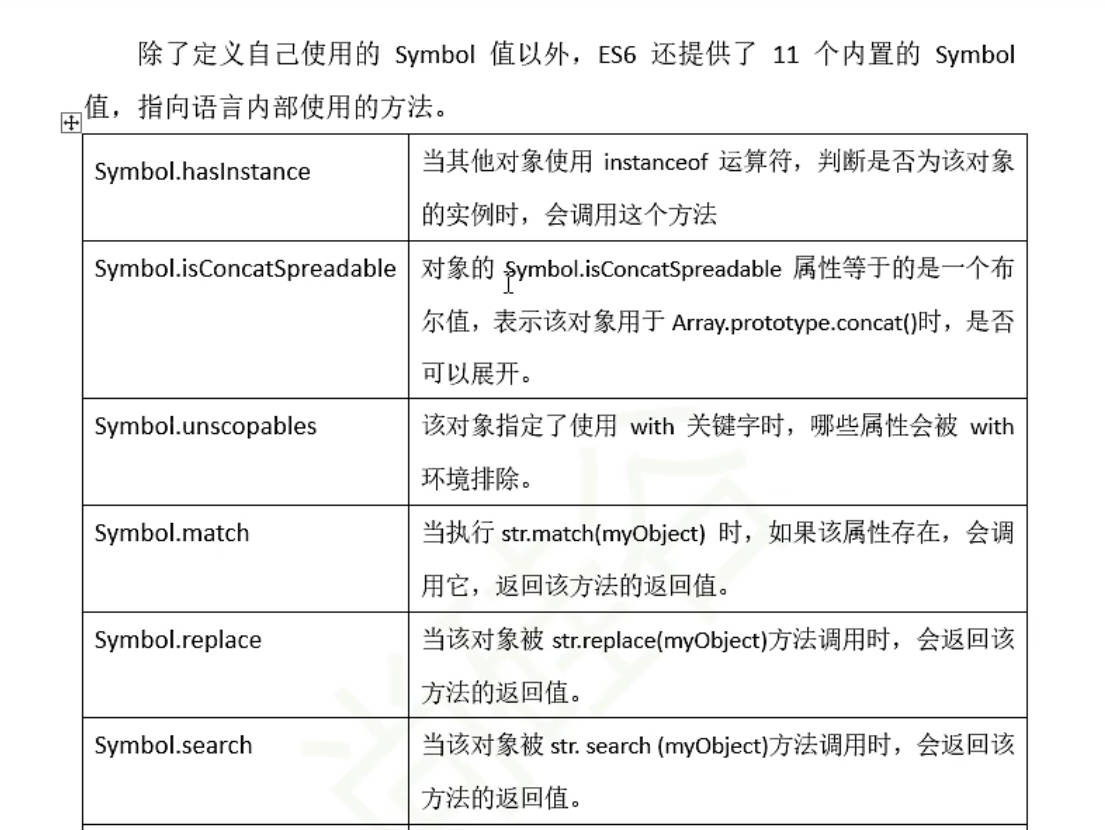 除了定义自己使用的 Symbol 值以外，ES6 还提供了 11 个内置的 Symbol
值，指向语言内部使用的方法。
Symbol.hasInstance
当其他对象使用 instanceof 运算符，判断是否为该对象
的实例时，会调用这个方法
Symbol.isConcatSpreadable
对象的 Symbol.isConcatSpreadable 属性等于的是一个布
尔值，表示该对象用于 Array.prototype.concat()时，是否
可以展开。
Symbol.unscopables
该对象指定了使用 with 关键字时，哪些属性会被 with
环境排除。
Symbol.match
当执行 str.match(myObject) 时，如果该属性存在，会调
用它，返回该方法的返回值。
Symbol.replace
当该对象被 str.replace(myObject)方法调用时，会返回该
方法的返回值。
Symbol.search
当该对象被 str. search (myObject)方法调用时，会返回该
方法的返回值。